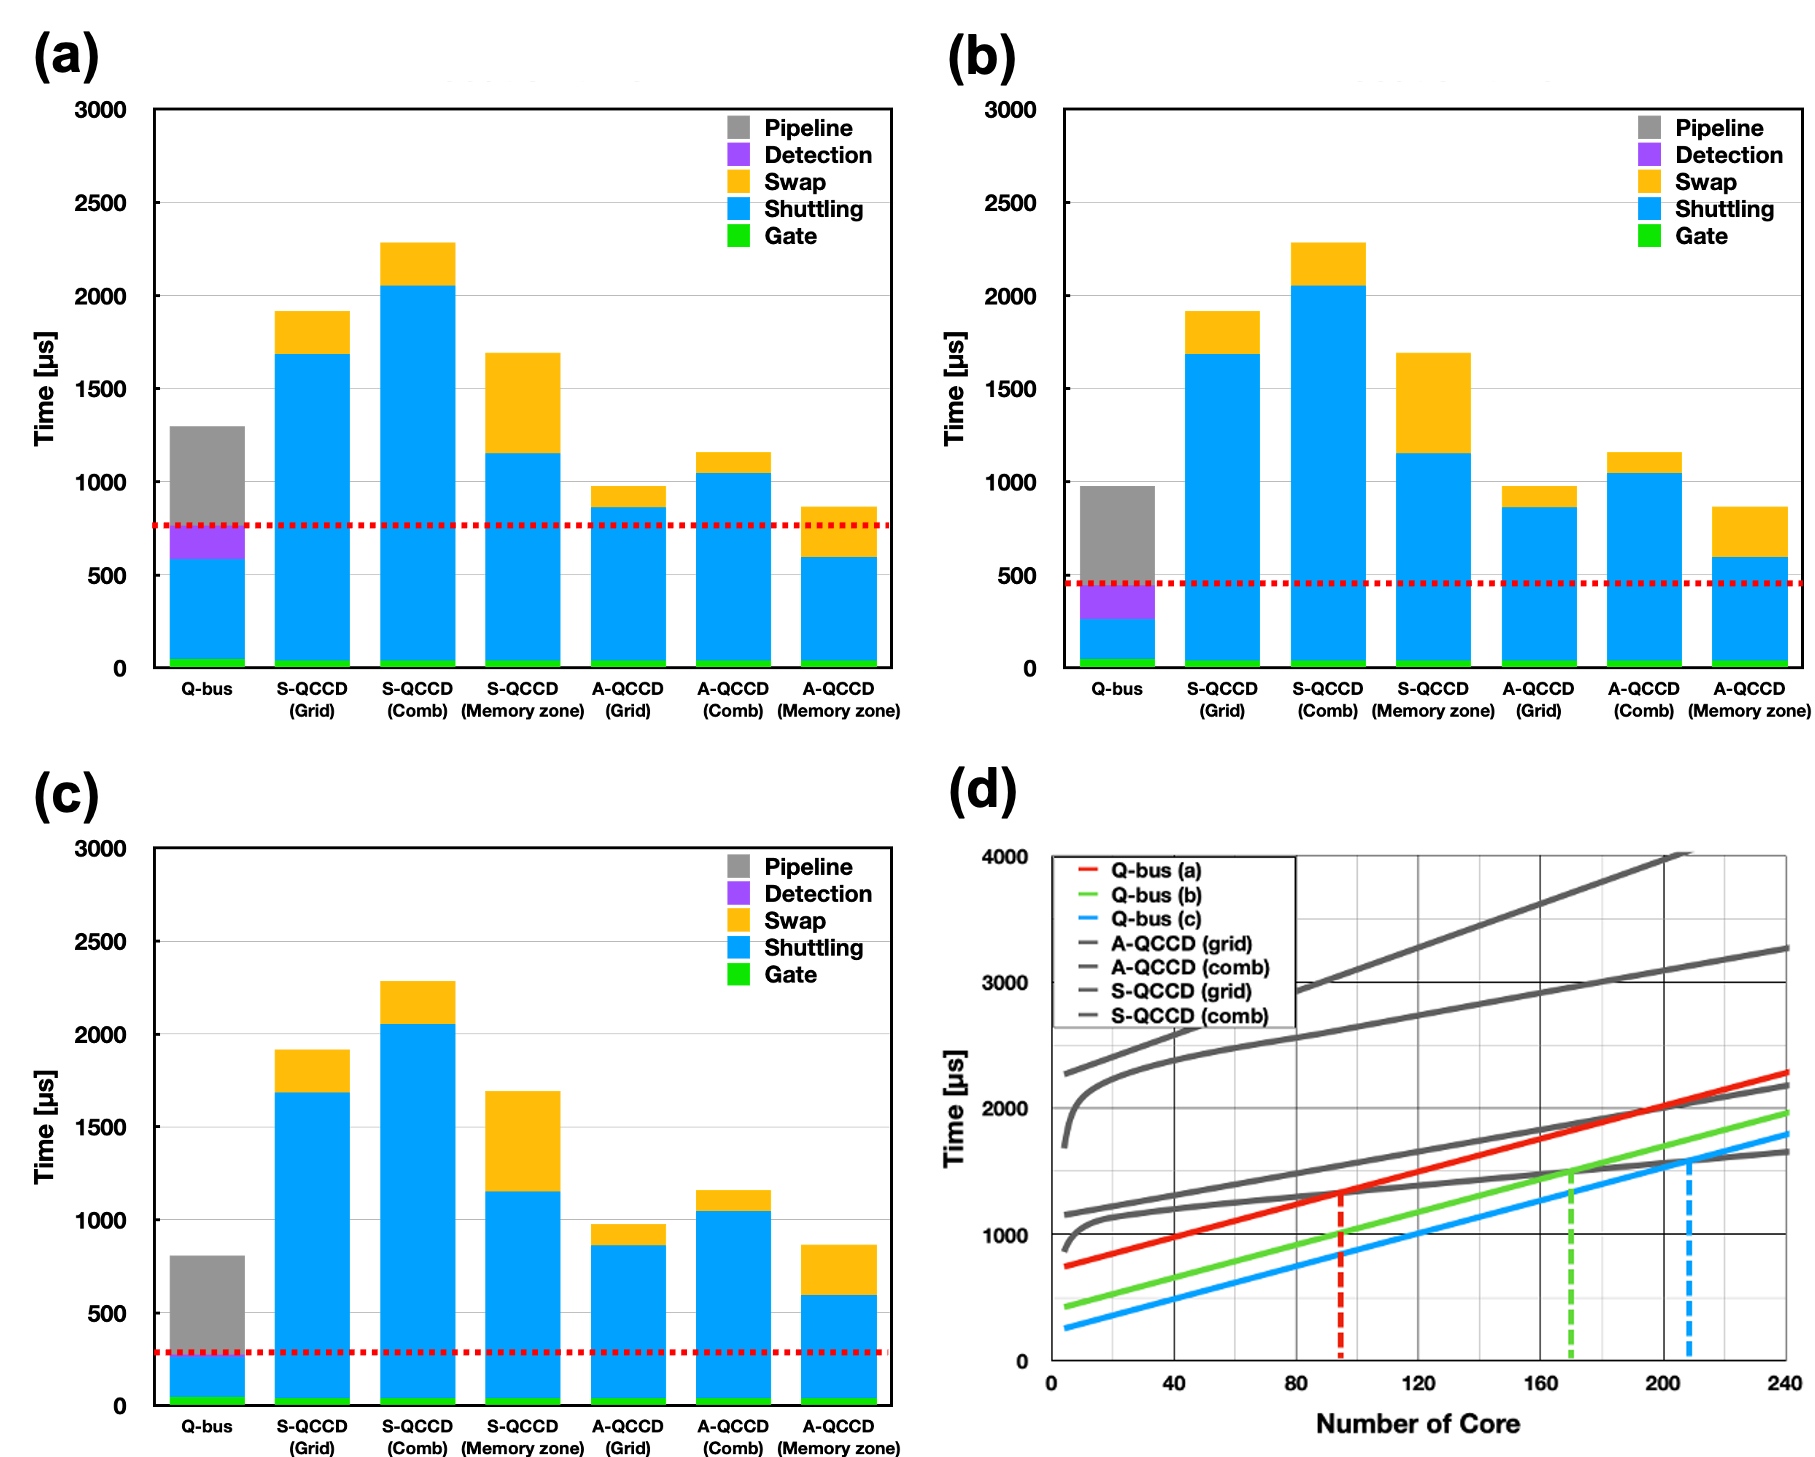 (a)
3000
2500
2000
1500
1000
500
0
Time [µs]
Pipeline
Detection
Swap
Shuttling
Gate
Q-bus
S-QCCD (Grid)
S-QCCD (Comb)
S-QCCD (Memory zone)
A-QCCD (Grid)
A-QCCD (Comb)
A-QCCD (Memory zone)
(b)
3000
2500
2000
1500
1000
500
0
Time [µs]
Pipeline
Detection
Swap
Shuttling
Gate
Q-bus
S-QCCD (Grid)
S-QCCD (Comb)
S-QCCD (Memory zone)
A-QCCD (Grid)
A-QCCD (Comb)
A-QCCD (Memory zone)
(c)
3000
2500
2000
1500
1000
500
0
Time [µs]
Pipeline
Detection
Swap
Shuttling
Gate
Q-bus
S-QCCD (Grid)
S-QCCD (Comb)
S-QCCD (Memory zone)
A-QCCD (Grid)
A-QCCD (Comb)
A-QCCD (Memory zone)
(d)
4000
3000
2000
1000
0
Time [µs]
Q-bus (a)
Q-bus (b)
Q-bus (c)
A-QCCD (grid)
A-QCCD (comb)
S-QCCD (grid)
S-QCCD (comb)
0 40 80 120 160 200 240
Number of Core